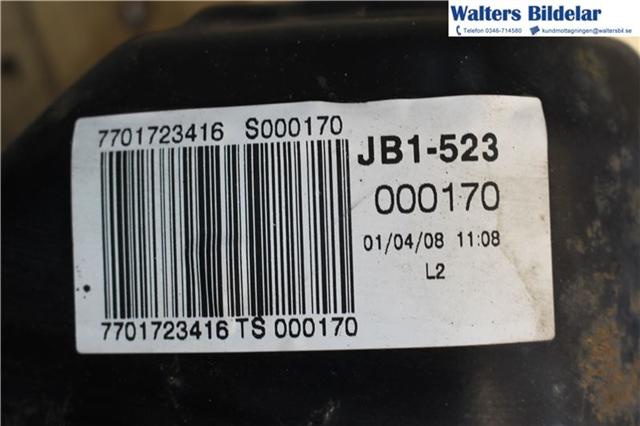 Walters Bildelar
Telefon 0346-714580 kundmottagningen@waltersbil.se
7701723416 S000170
JB1-523
000170
01/04/08 11:08
L2
7701723416 TS 000170